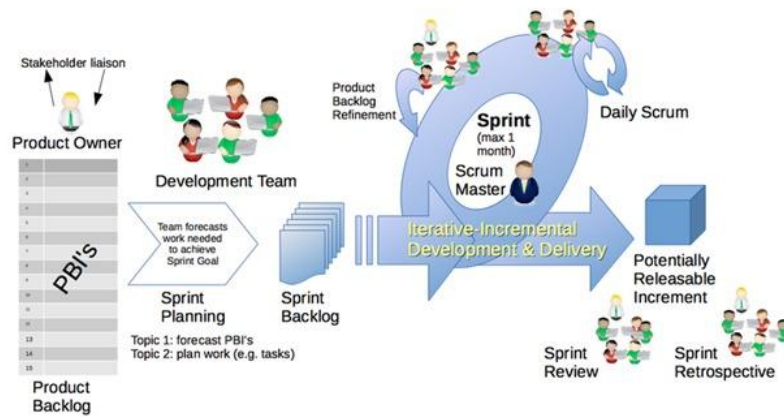 Stakeholder liaison
Product Owner
PBI's
13
14
15
Product
Backlog
Development Team
Team forecasts
work needed
to achieve
Sprint Goal
Sprint
Planning
Topic 1: forecast PBI's
Topic 2: plan work (e.g. tasks)
Sprint
Backlog
Product
Backlog
Refinement
Sprint
(max 1
month)
Scrum
Master
Daily Scrum
Iterative-Incremental
Development & Delivery
Potentially
Releasable
Increment
Sprint
Review
Sprint
Retrospective